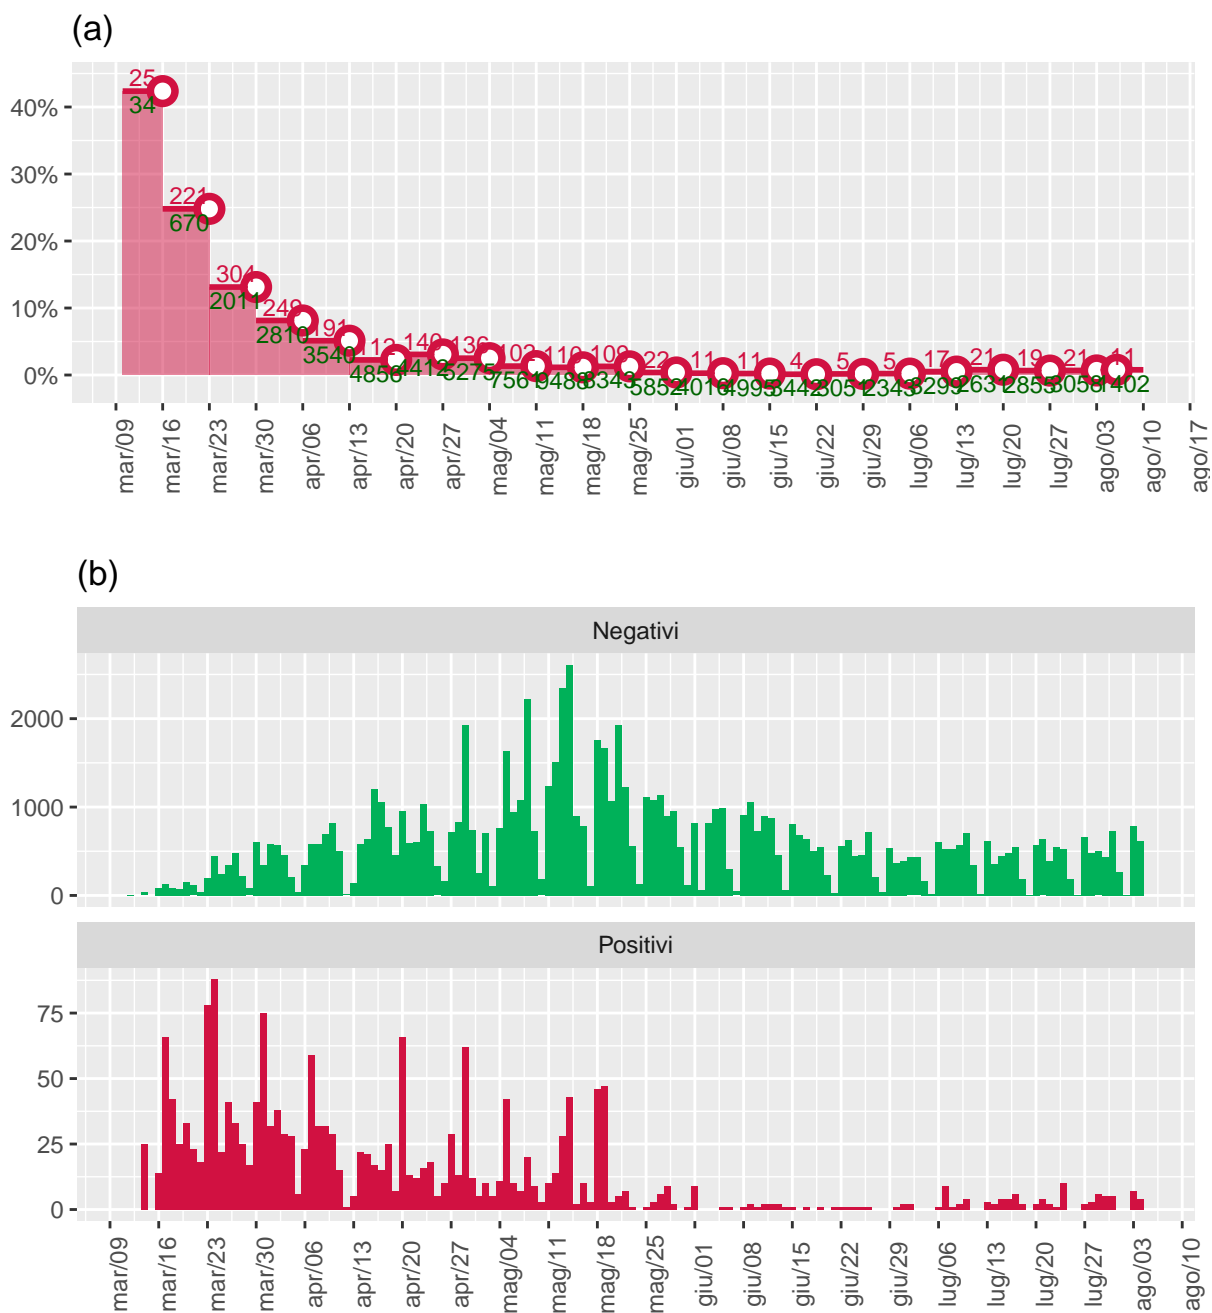 (a)
40%
30%
20%
10%
0%
25
34
221
670
304
2011
248
2810
191
3540
112
4858
140
4412
136
5275
102
110
109
22
5852
11
11
4
5
5
17
21
19
21
11
1402
mar/09
mar/16
mar/23
mar/30
apr/06
apr/13
apr/20
apr/27
mag/04
mag/11
mag/18
mag/25
giu/01
giu/08
giu/15
giu/22
giu/29
lug/06
lug/13
lug/20
lug/27
ago/03
ago/10
ago/17
(b)
Negativi
2000
1000
0
Positivi
75
50
25
0
mar/09
mar/16
mar/23
mar/30
apr/06
apr/13
apr/20
apr/27
mag/04
mag/11
mag/18
mag/25
giu/01
giu/08
giu/15
giu/22
giu/29
lug/06
lug/13
lug/20
lug/27
ago/03
ago/10